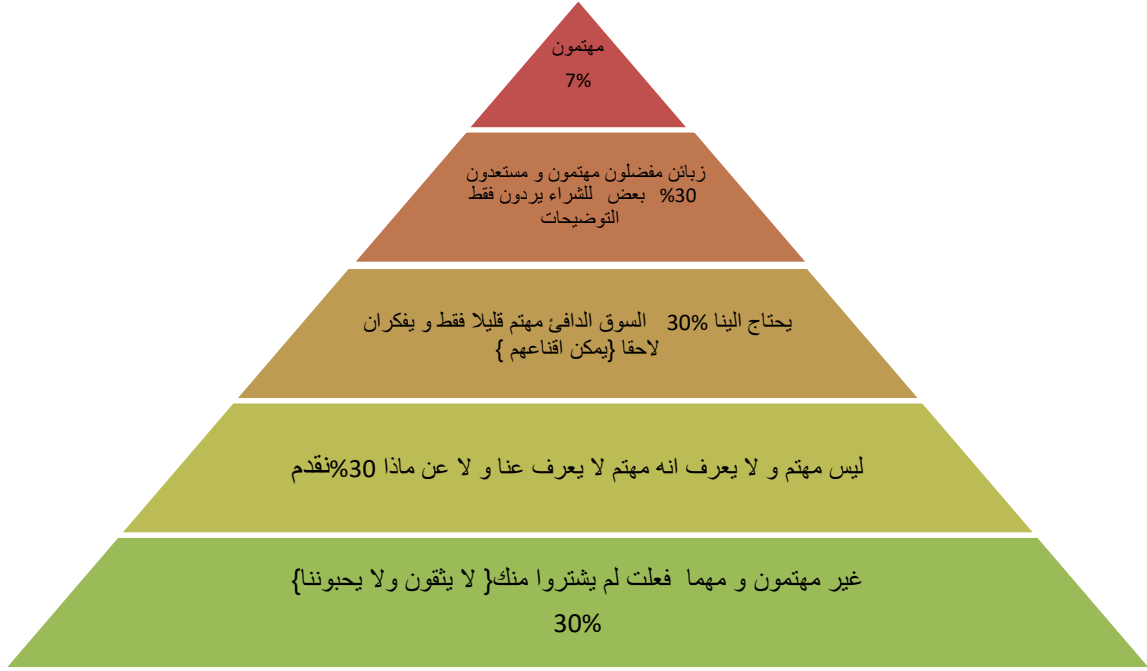 مهتمون
7%
زبائن مفضلون مهتمون و مستعدون
30% بعض للشراء يردون فقط
التوضيحات
يحتاج الينا 30% السوق الدافئ مهتم قليلا فقط و يفكران
لاحقا {يمكن اقناعهم }
ليس مهتم و لا يعرف انه مهتم لا يعرف عنا و لا عن ماذا 30%نقدم
غير مهتمون و مهما فعلت لم يشتروا منك{ لا يثقون ولا يحبوننا}
30%